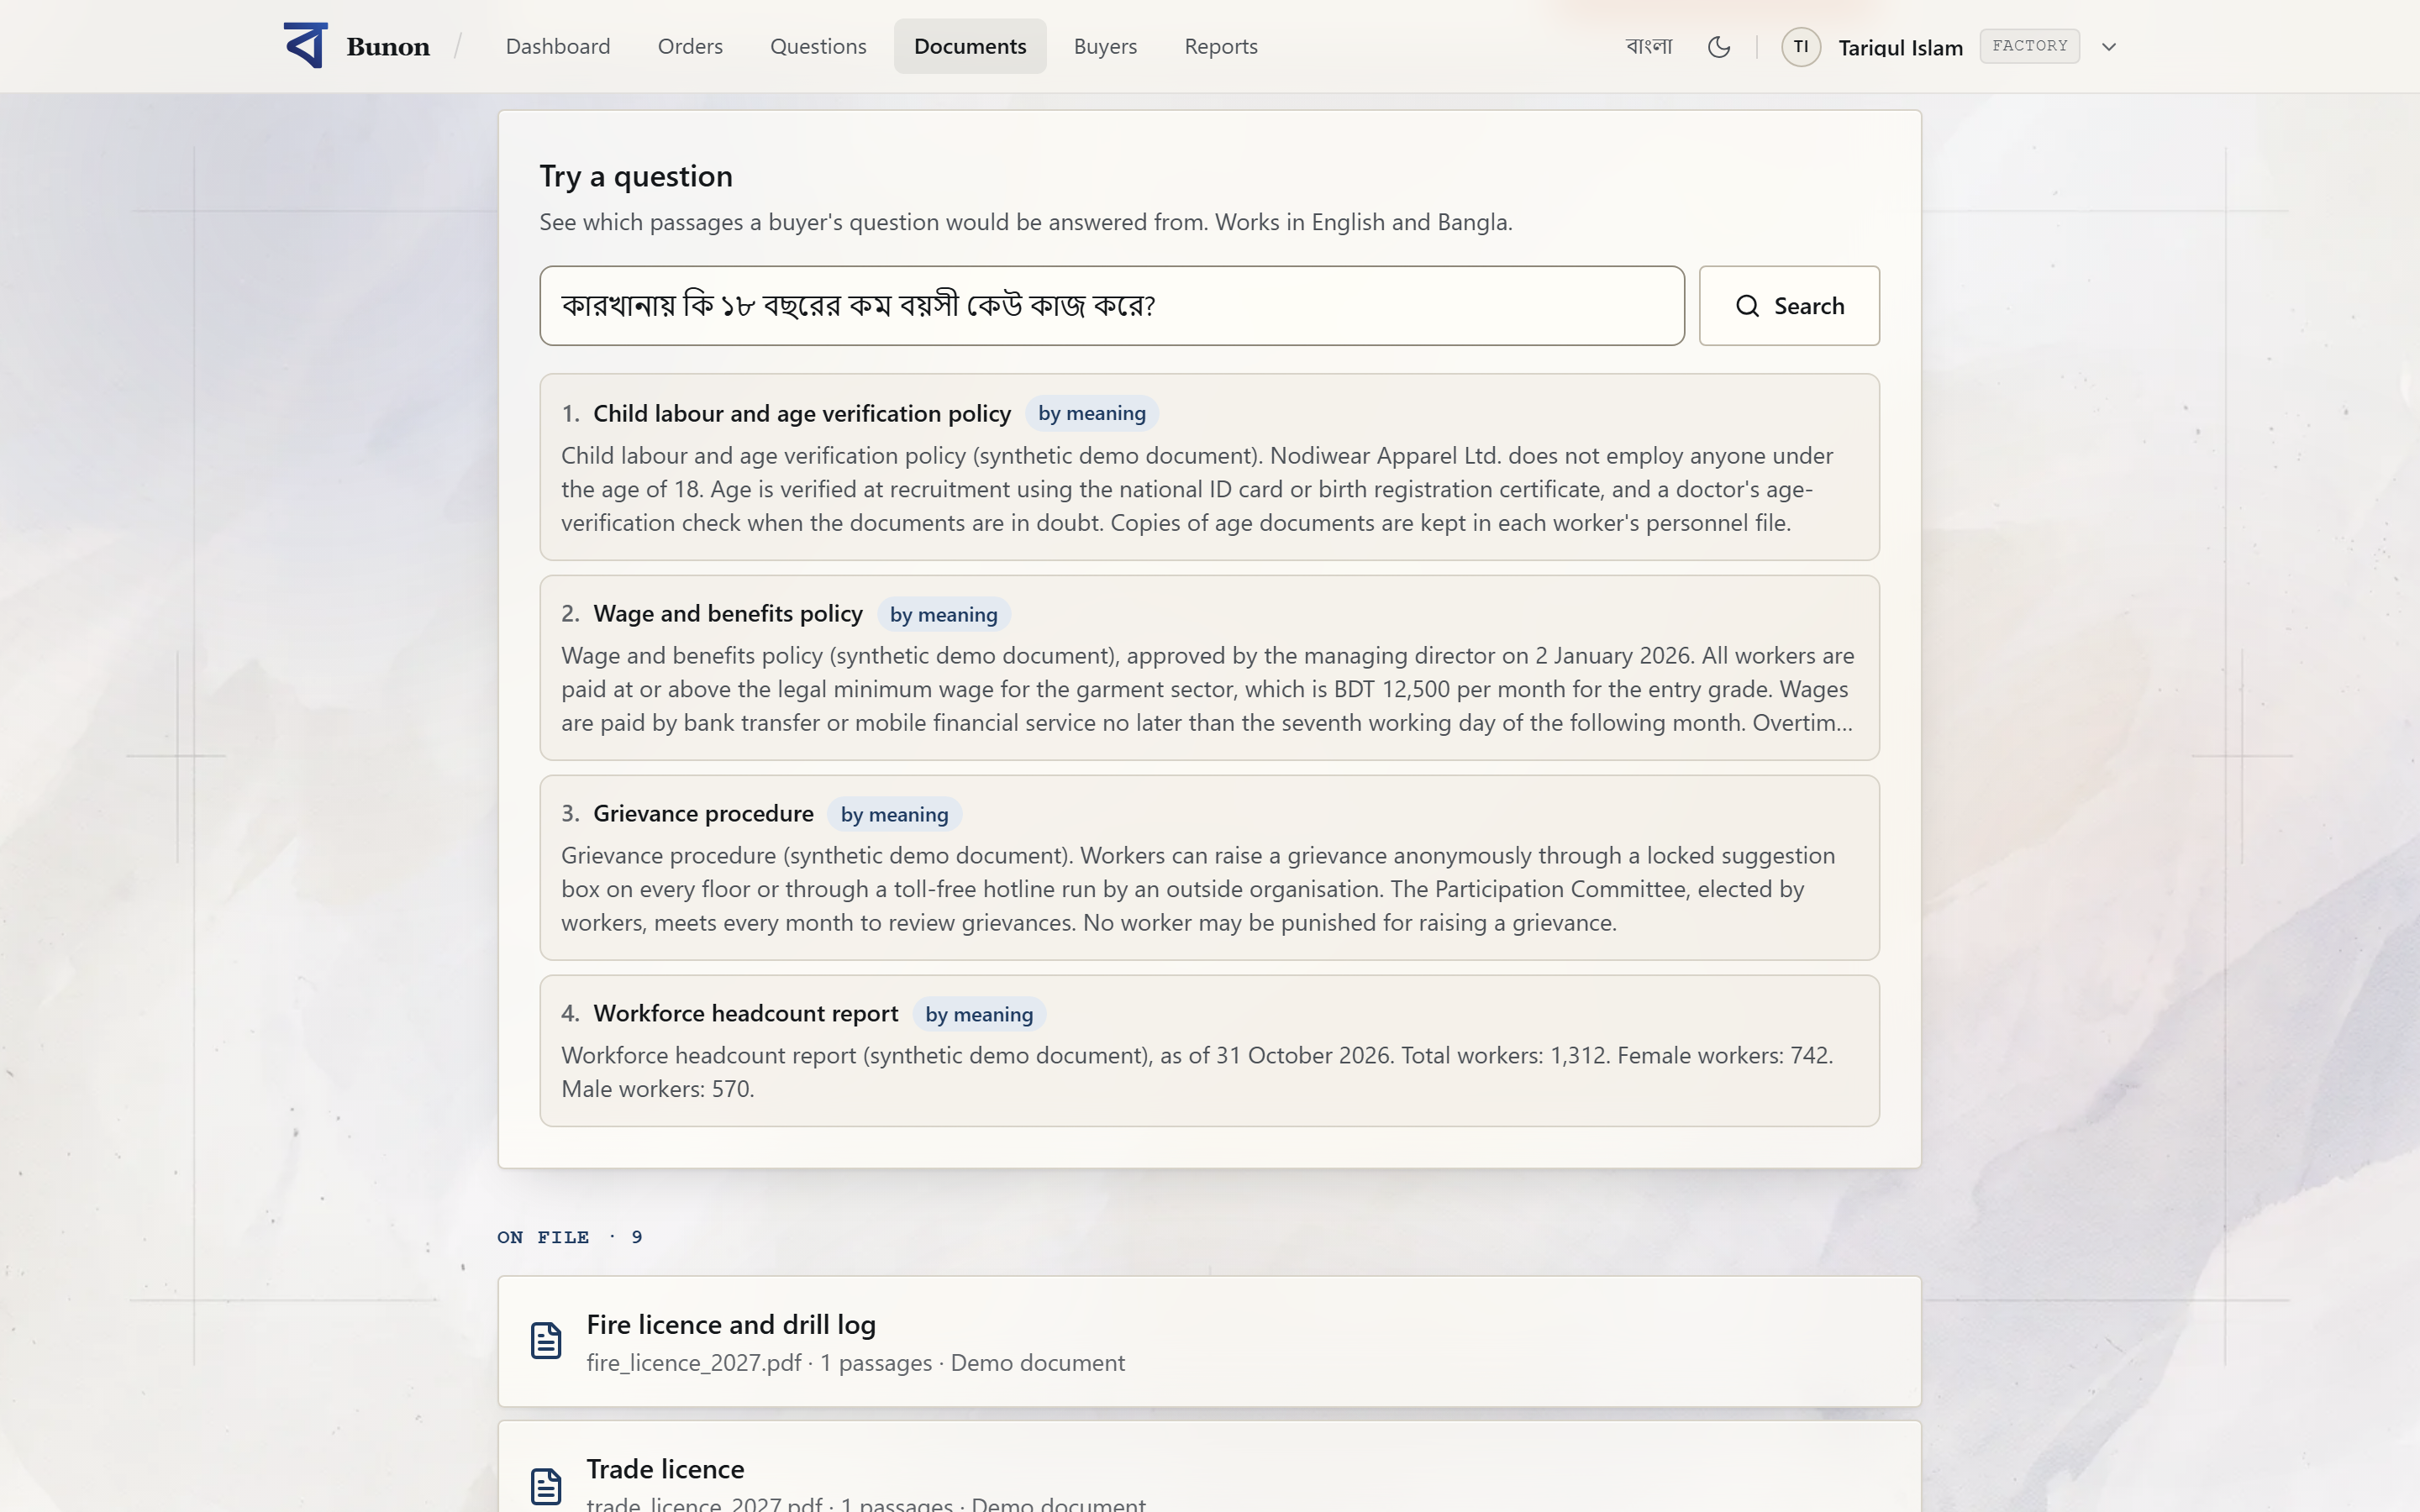 ব Bunon / Dashboard Orders Questions Documents Buyers Reports বাংলা TI Tariqul Islam FACTORY
Try a question
See which passages a buyer's question would be answered from. Works in English and Bangla.
কারখানায় কি ১৮ বছরের কম বয়সী কেউ কাজ করে? Search
1. Child labour and age verification policy by meaning
Child labour and age verification policy (synthetic demo document). Nodiwear Apparel Ltd. does not employ anyone under
the age of 18. Age is verified at recruitment using the national ID card or birth registration certificate, and a doctor's age-
verification check when the documents are in doubt. Copies of age documents are kept in each worker's personnel file.
2. Wage and benefits policy by meaning
Wage and benefits policy (synthetic demo document), approved by the managing director on 2 January 2026. All workers are
paid at or above the legal minimum wage for the garment sector, which is BDT 12,500 per month for the entry grade. Wages
are paid by bank transfer or mobile financial service no later than the seventh working day of the following month. Overtim...
3. Grievance procedure by meaning
Grievance procedure (synthetic demo document). Workers can raise a grievance anonymously through a locked suggestion
box on every floor or through a toll-free hotline run by an outside organisation. The Participation Committee, elected by
workers, meets every month to review grievances. No worker may be punished for raising a grievance.
4. Workforce headcount report by meaning
Workforce headcount report (synthetic demo document), as of 31 October 2026. Total workers: 1,312. Female workers: 742.
Male workers: 570.
ON FILE · 9
Fire licence and drill log
fire_licence_2027.pdf · 1 passages · Demo document
Trade licence
trade_licence_2027.pdf · 1 passages · Demo document